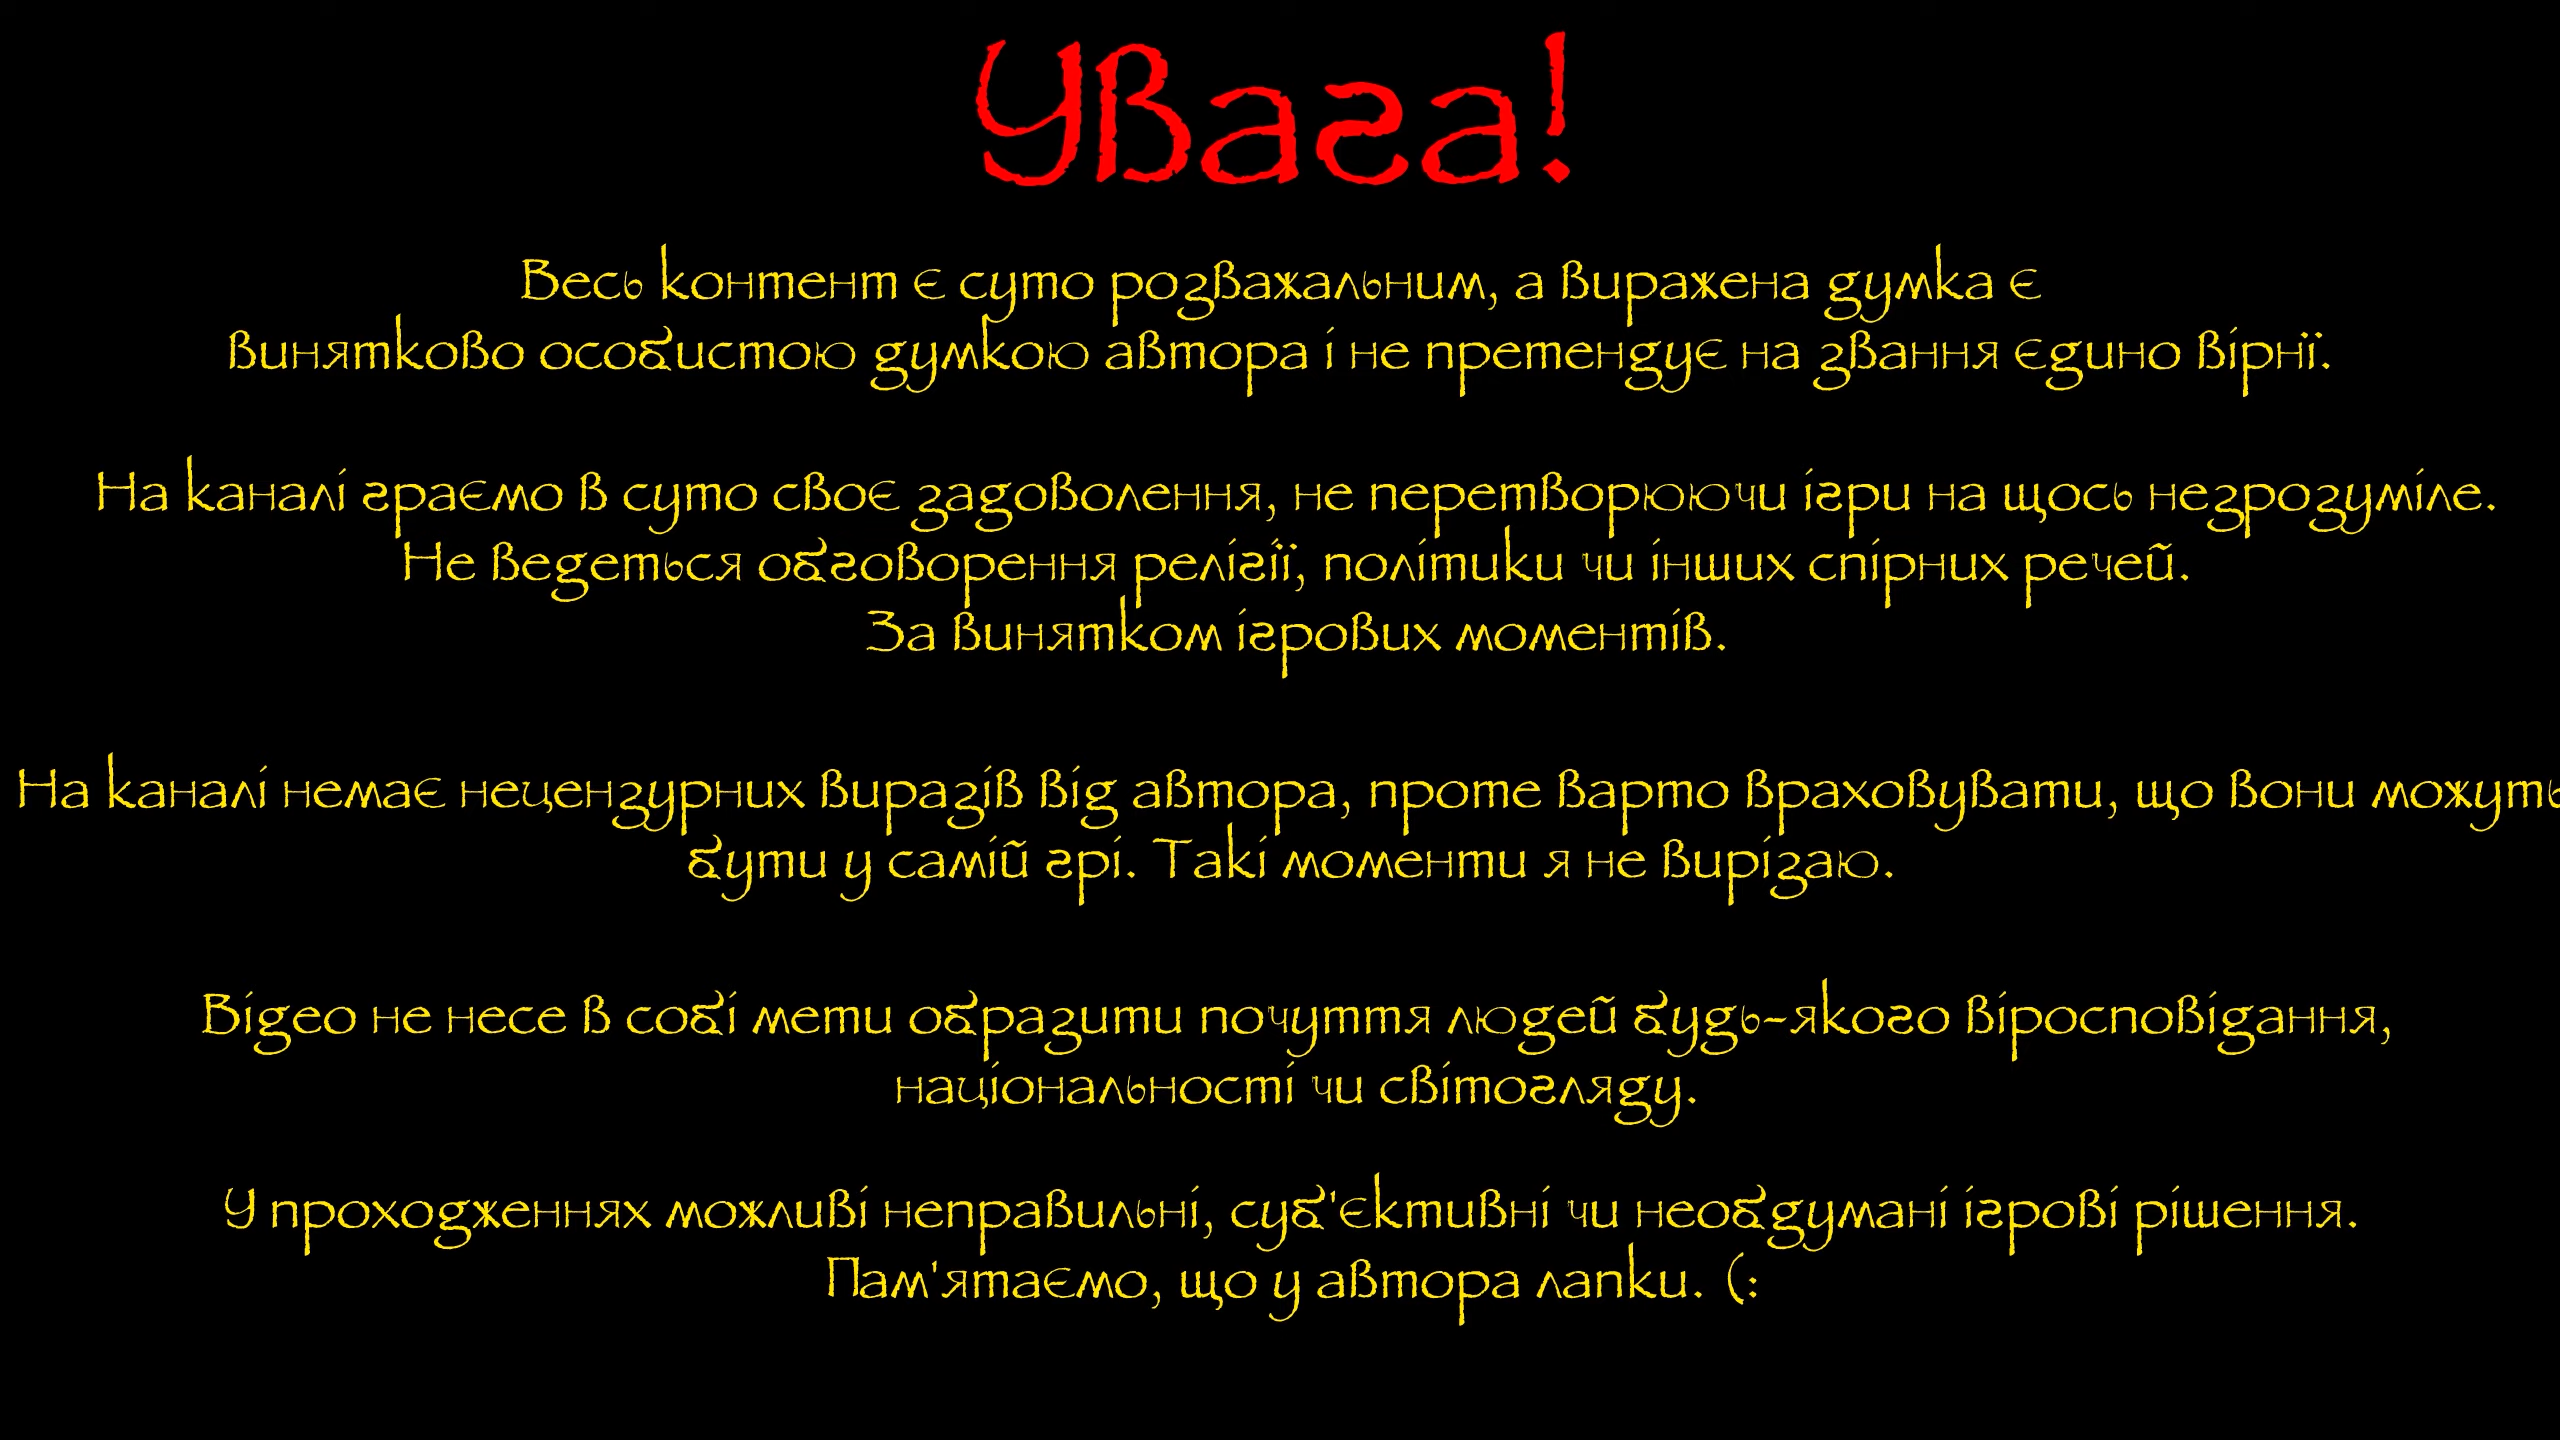 Увага!
Весь контент є суто розважальним, а виражена думка є
винятково особистою думкою автора і не претендує на звання єдино вірнї.
На каналі граємо в суто своє задоволення, не перетворюючи ігри на щось незрозуміле.
Не ведеться обговорення релігії, політики чи інших спірних речей.
За винятком ігрових моментів.
На каналі немає нецензурних виразів від автора, проте варто враховувати, що вони можуть
бути у самій грі. Такі моменти я не вирізаю.
Відео не несе в собі мети образити почуття людей будь-якого віросповідання,
національності чи світогляду.
У проходженнях можливі неправильні, суб'єктивні чи необдумані ігрові рішення.
Пам'ятаємо, що у автора лапки. (: